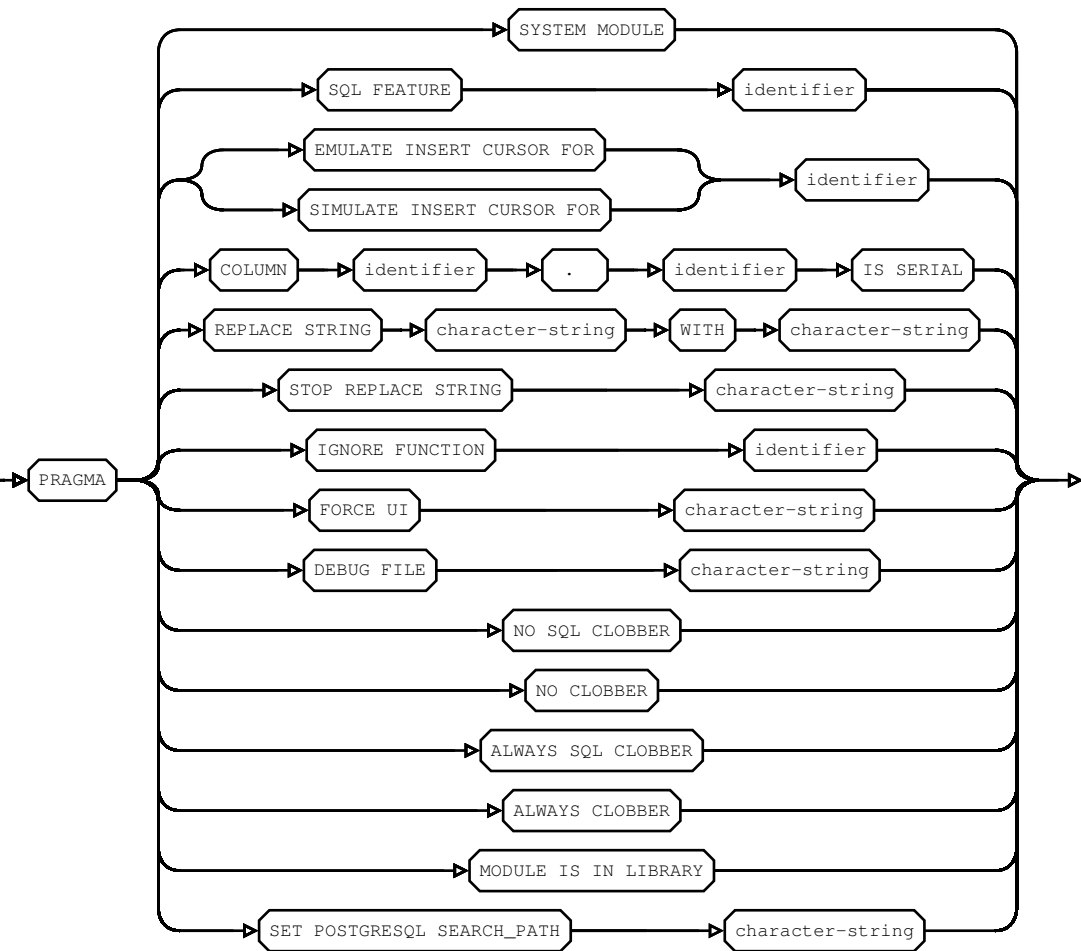 SYSTEM MODULE
SQL FEATURE identifier
EMULATE INSERT CURSOR FOR
identifier
SIMULATE INSERT CURSOR FOR
COLUMN identifier . identifier IS SERIAL
REPLACE STRING character-string WITH character-string
STOP REPLACE STRING character-string
IGNORE FUNCTION identifier
PRAGMA
FORCE UI character-string
DEBUG FILE character-string
NO SQL CLOBBER
NO CLOBBER
ALWAYS SQL CLOBBER
ALWAYS CLOBBER
MODULE IS IN LIBRARY
SET POSTGRESQL SEARCH_PATH character-string